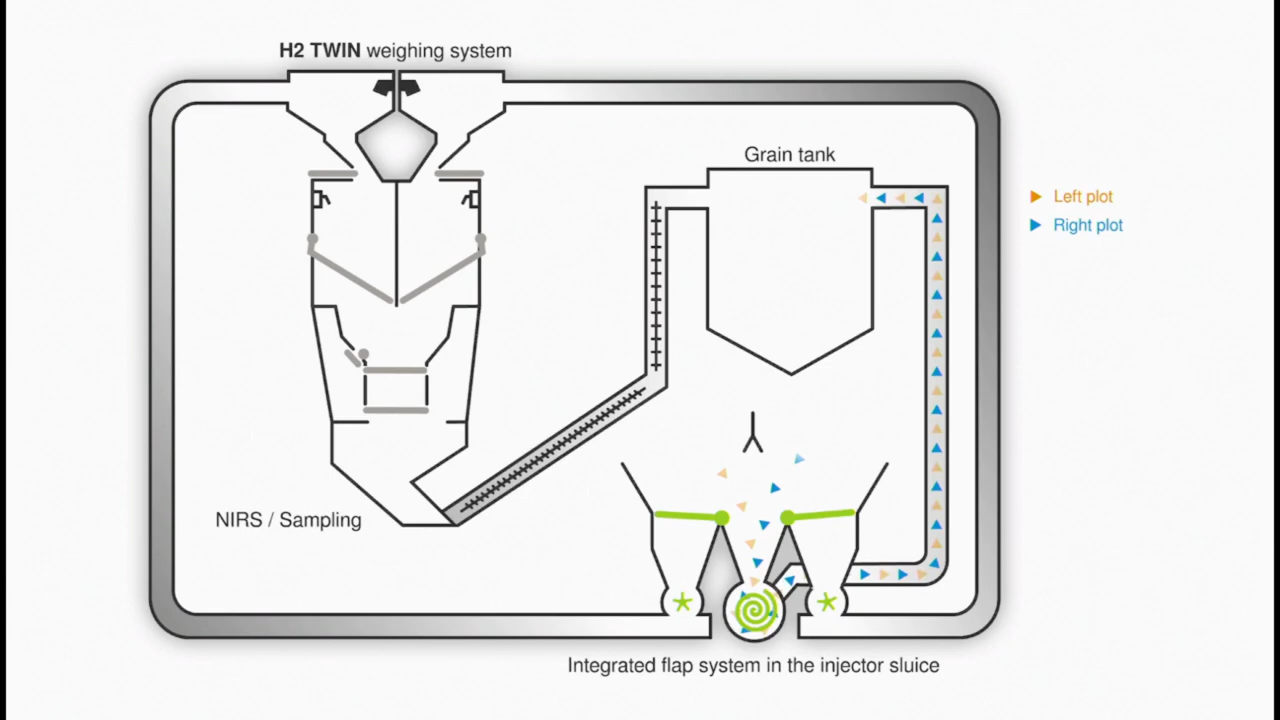 H2 TWIN weighing system
Grain tank
Left plot
Right plot
NIRS / Sampling
Integrated flap system in the injector sluice